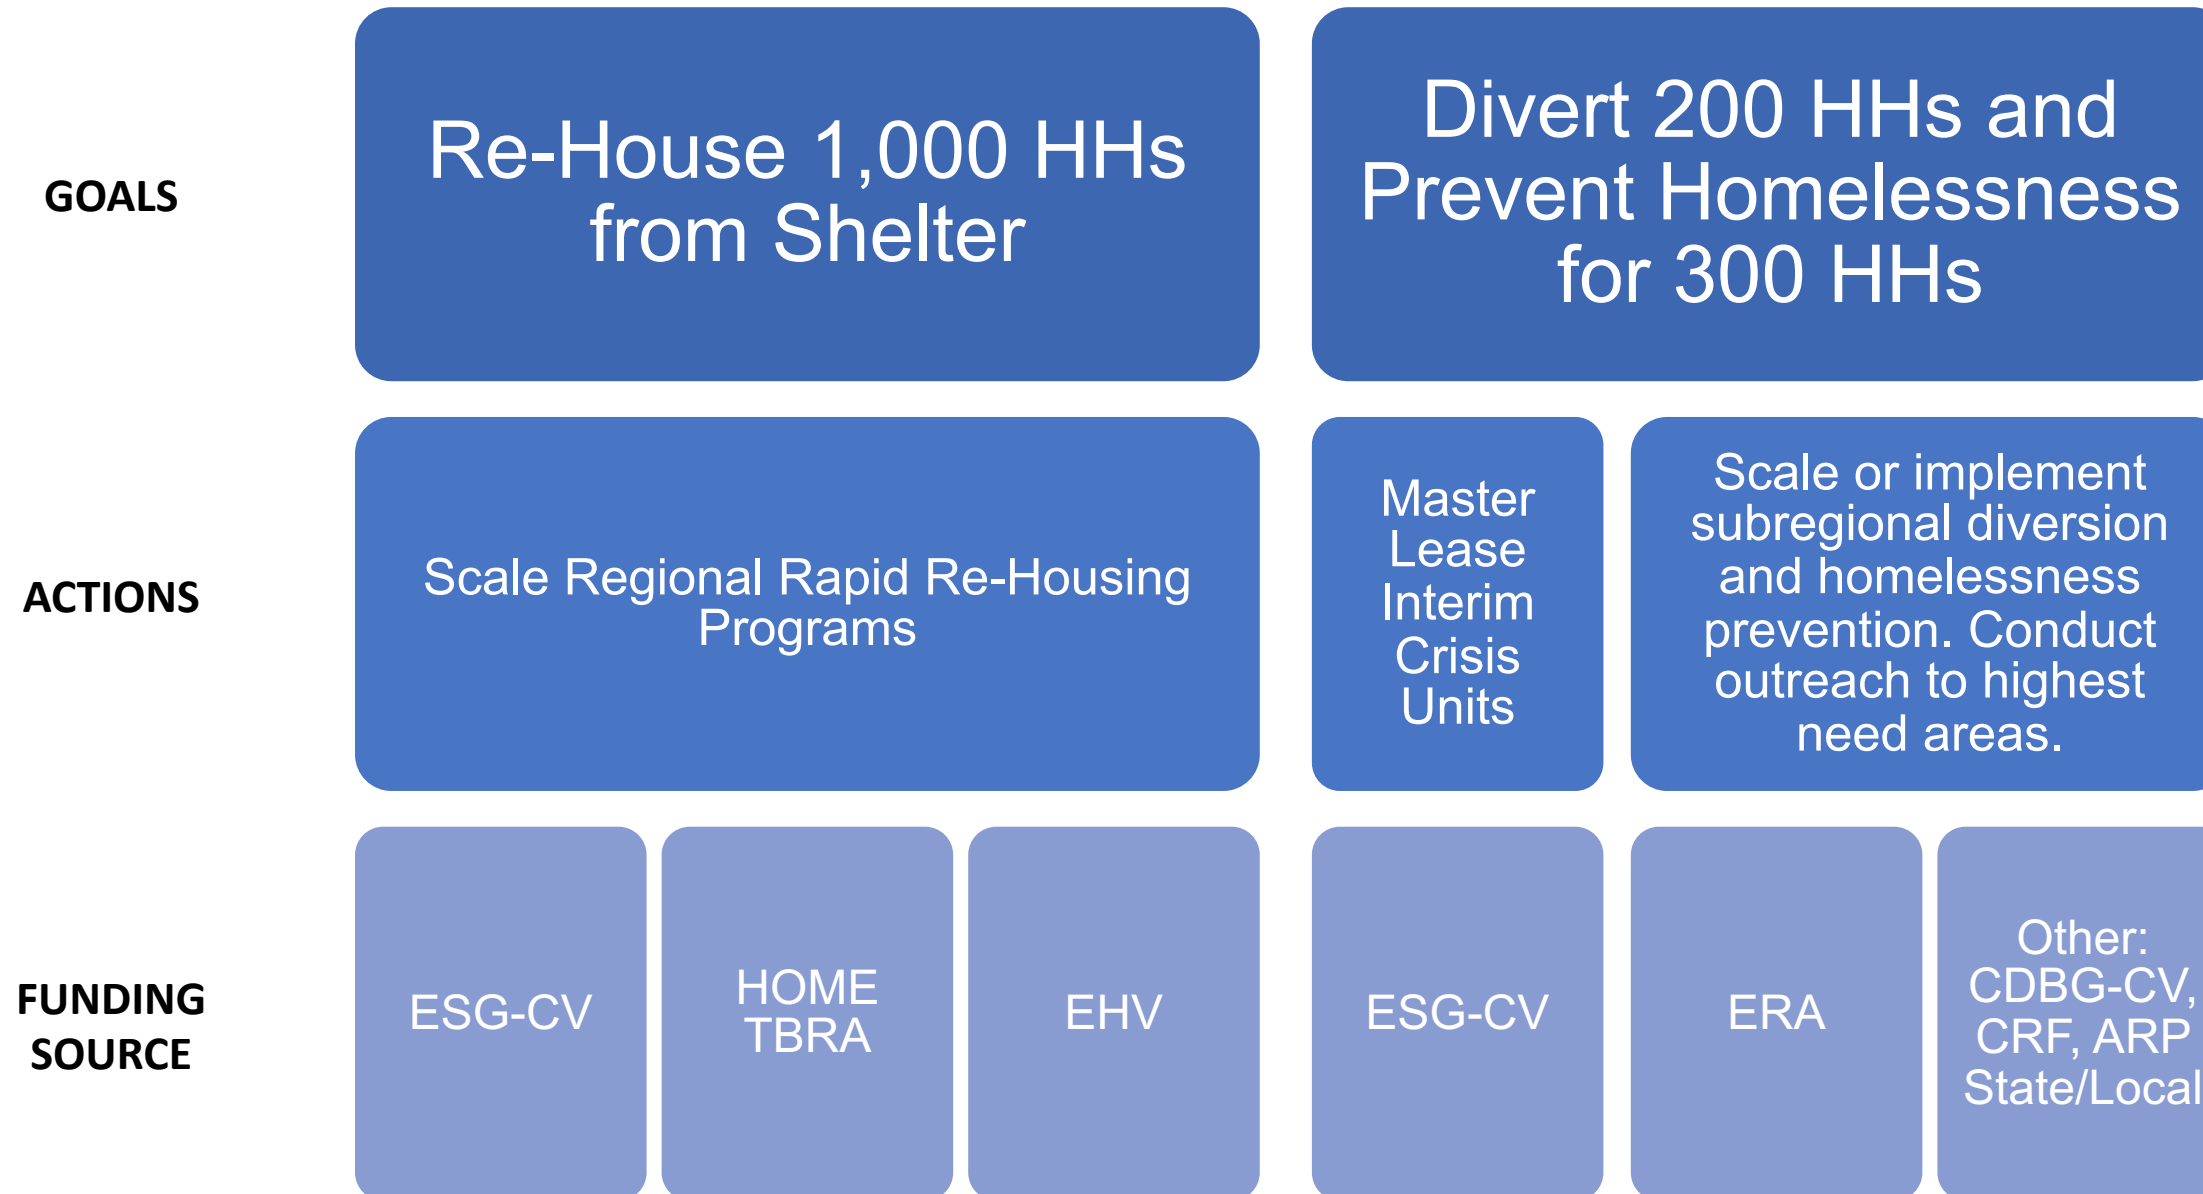 GOALS
Re-House 1,000 HHs
from Shelter
Divert 200 HHs and
Prevent Homelessness
for 300 HHs
ACTIONS
Scale Regional Rapid Re-Housing
Programs
Master
Lease
Interim
Crisis
Units
Scale or implement
subregional diversion
and homelessness
prevention. Conduct
outreach to highest
need areas.
FUNDING
SOURCE
ESG-CV
HOME
TBRA
EHV
ESG-CV
ERA
Other:
CDBG-CV,
CRF, ARP
State/Local